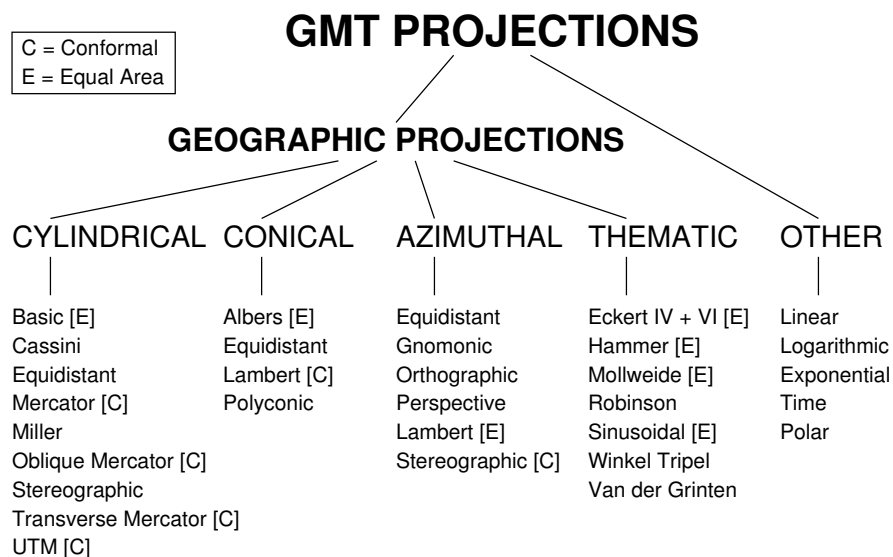 GMT PROJECTIONS
C = Conformal
E = Equal Area
GEOGRAPHIC PROJECTIONS
CYLINDRICAL
Basic [E]
Cassini
Equidistant
Mercator [C]
Miller
Oblique Mercator [C]
Stereographic
Transverse Mercator [C]
UTM [C]
CONICAL
Albers [E]
Equidistant
Lambert [C]
Polyconic
AZIMUTHAL
Equidistant
Gnomonic
Orthographic
Perspective
Lambert [E]
Stereographic [C]
THEMATIC
Eckert IV + VI [E]
Hammer [E]
Mollweide [E]
Robinson
Sinusoidal [E]
Winkel Tripel
Van der Grinten
OTHER
Linear
Logarithmic
Exponential
Time
Polar